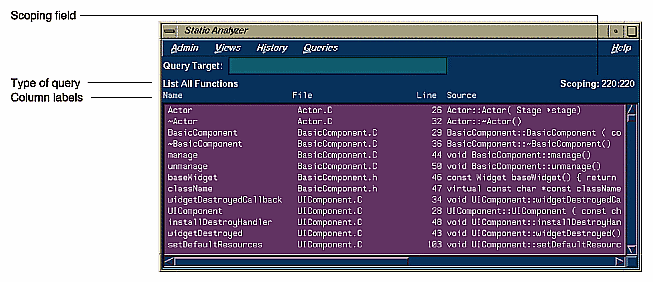 Scoping field
Static Analyzer
Admin Views History Queries Help
Query Target:
Type of query
List All Functions Scoping: 220:220
Column labels
Name File Line Source
Actor Actor.C 26 Actor::Actor( Stage *stage)
~Actor Actor.C 32 Actor::~Actor()
BasicComponent BasicComponent.C 29 BasicComponent::BasicComponent ( co
~BasicComponent BasicComponent.C 36 BasicComponent::~BasicComponent()
manage BasicComponent.C 44 void BasicComponent::manage()
unmanage BasicComponent.C 50 void BasicComponent::unmanage()
baseWidget BasicComponent.h 46 const Widget baseWidget() { return
className BasicComponent.h 47 virtual const char *const className
widgetDestroyedCallback UIComponent.C 34 void UIComponent::widgetDestroyedCa
UIComponent UIComponent.C 28 UIComponent::UIComponent ( const ch
installDestroyHandler UIComponent.C 48 void UIComponent::installDestroyHan
widgetDestroyed UIComponent.C 43 void UIComponent::widgetDestroyed()
setDefaultResources UIComponent.C 103 void UIComponent::setDefaultResourc